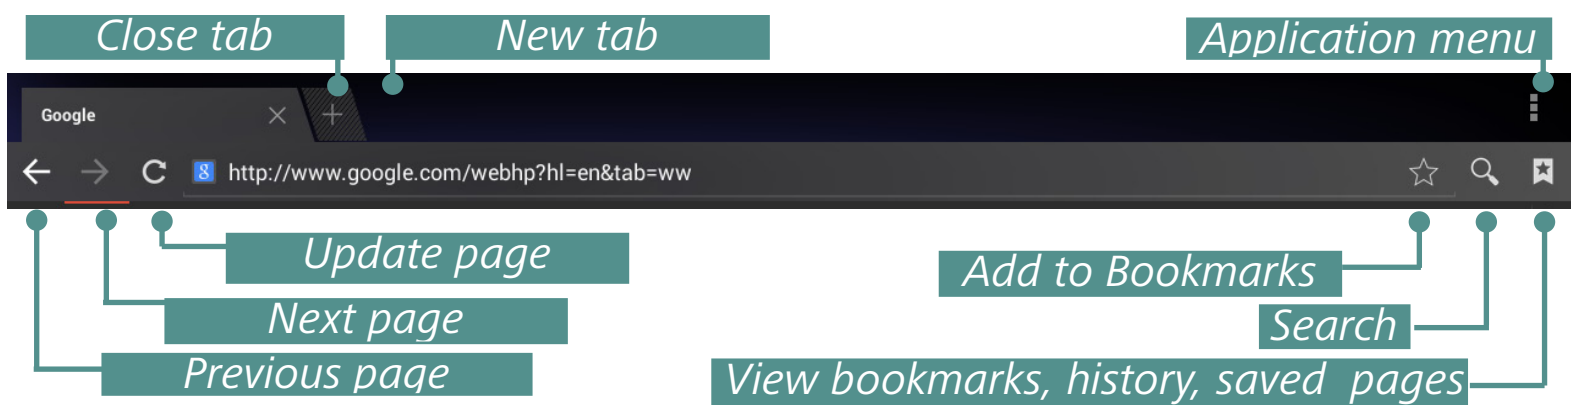 Close tab
New tab
Application menu
Google
8 http://www.google.com/webhp?hl=en&tab=ww
Update page
Add to Bookmarks
Next page
Search
Previous page
View bookmarks, history, saved pages